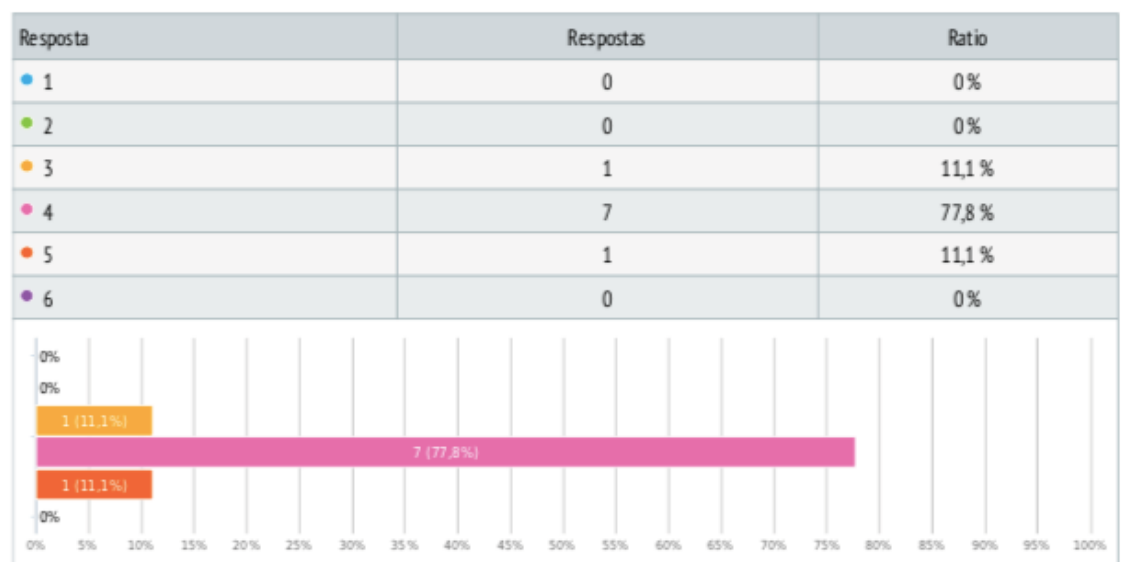 Resposta Respostas Ratio
1 0 0%
2 0 0%
3 1 11,1 %
4 7 77,8 %
5 1 11,1 %
6 0 0%
0%
0%
1 (11,1%)
7 (77,8%)
1 (11,1%)
0%
0% 5% 10% 15% 20% 25% 30% 35% 40% 45% 50% 55% 60% 65% 70% 75% 80% 85% 90% 95% 100%